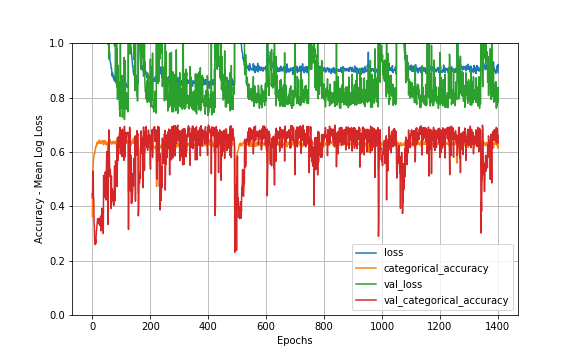 Accuracy - Mean Log Loss
1.0
0.8
0.6
0.4
0.2
0.0
0 200 400 600 800 1000 1200 1400
Epochs
loss
categorical_accuracy
val_loss
val_categorical_accuracy